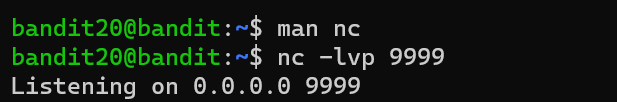 bandit20@bandit:~$ man nc
bandit20@bandit:~$ nc -lvp 9999
Listening on 0.0.0.0 9999